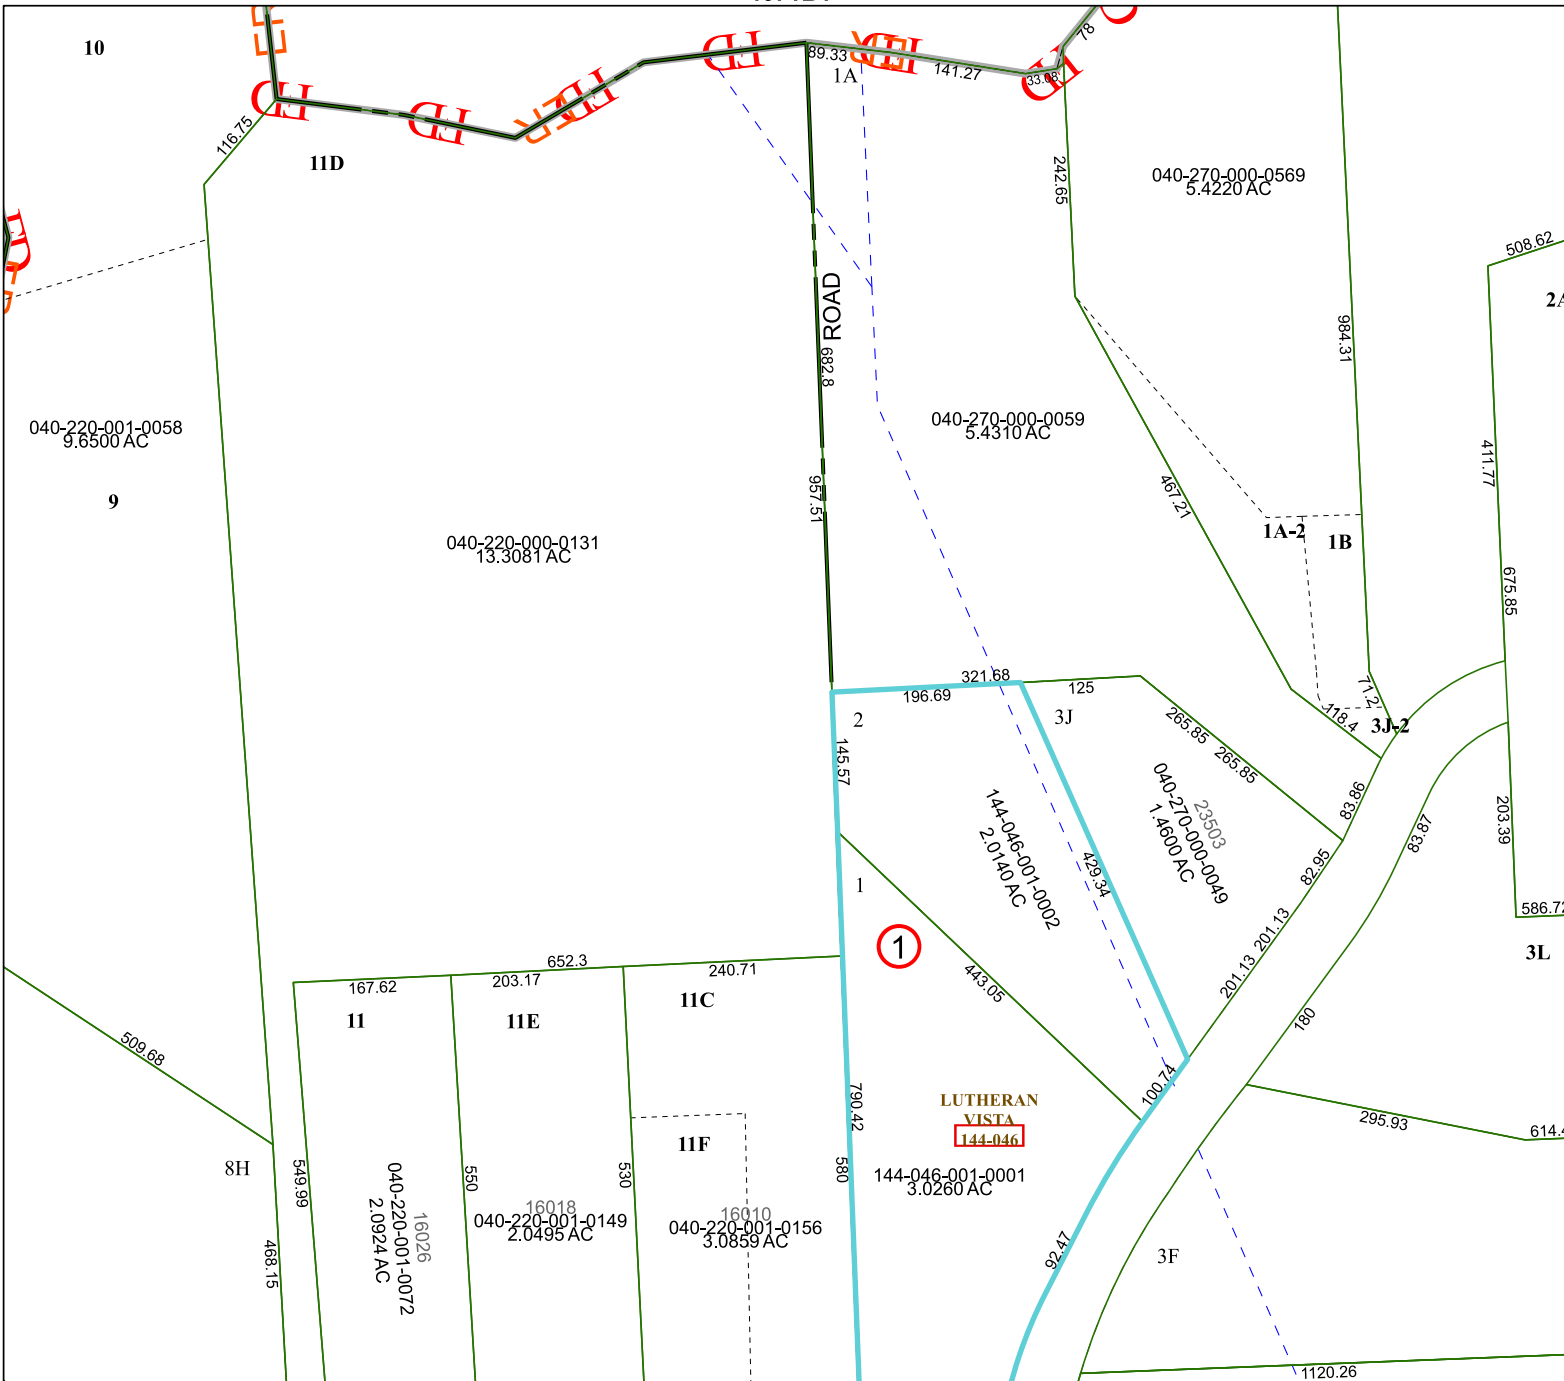 10
11D
116.75
89.33
1A
141.27
33.08
78
242.65
040-270-000-0569
5.4220 AC
508.62
2A
984.31
ROAD
682.8
957.51
040-220-001-0058
9.6500 AC
9
040-270-000-0059
5.4310 AC
411.77
467.21
1A-2
1B
040-220-000-0131
13.3081 AC
675.85
321.68
196.69
125
71.2
118.4
3J-2
2
3J
265.85
265.85
145.57
83.86
83.87
203.39
144-046-001-0002
2.0140 AC
23503
040-270-000-0049
1.4600 AC
429.34
82.95
1
1
586.72
201.13
201.13
3L
652.3
240.71
203.17
167.62
443.05
11C
11
11E
180
509.68
100.74
LUTHERAN
VISTA
144-046
790.42
295.93
614.4
11F
8H
549.99
550
530
580
144-046-001-0001
3.0260 AC
16026
040-220-001-0072
2.0924 AC
16018
040-220-001-0149
2.0495 AC
16010
040-220-001-0156
3.0859 AC
468.15
92.47
3F
1120.26
ED
ED
ED
ED
ED
ED
ED